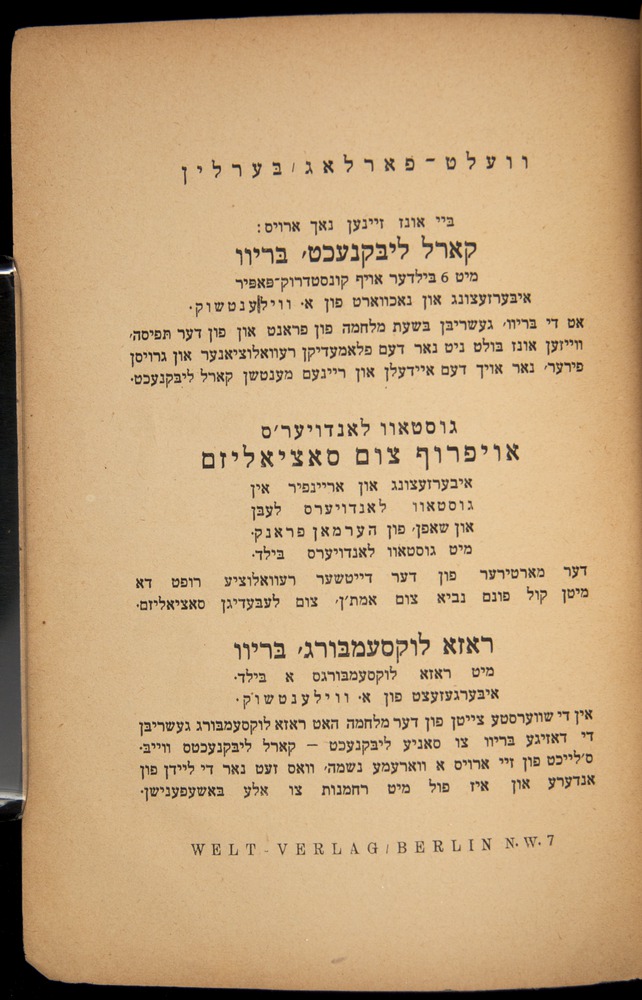 וועלט־פארלאג / בערלין
ביי אונז זיינען נאך ארויס:
קארל ליבקנעכט, בריוו
מיט 6 בילדער אויף קונסטדרוק־פּאפּיר
איבערזעצונג און נאכווארט פון א. ווילענטשוק.
אט די בריוו, געשריבן בשעת מלחמה פון פראנט און פון דער תּפיסה,
ווייזען אונז בולט ניט נאר דעם פלאמעדיקן רעוואלוציאנער און גרויסן
פירער, נאר אויך דעם איידעלן און ריינעם מענטשן קארל ליבקנעכט.
גוסטאוו לאנדויער׳ס
אויפרוף צום סאציאליזם
איבערזעצונג און אריינפיר אין
גוסטאוו לאנדויערס לעבן
און שאפן, פון הערמאן פראנק.
מיט גוסטאוו לאנדויערס בילד.
דער מארטירער פון דער דייטשער רעוואלוציע רופט דא
מיטן קול פונם נביא צום אמת׳ן, צום לעבעדיגן סאציאליזם.
ראזא לוקסעמבורג, בריוו
מיט ראזא לוקסעמבורגס א בילד.
איבערגעזעצט פון א. ווילענטשוק.
אין די שווערסטע צייטן פון דער מלחמה האט ראזא לוקסעמבורג געשריבן
די דאזיגע בריוו צו סאניע ליבקנעכט — קארל ליבקנעכטס ווייב.
ס׳לייכט פון זיי ארויס א ווארעמע נשמה, וואס זעט נאר די ליידן פון
אנדערע און איז פול מיט רחמנות צו אלע באשעפענישן.
WELT-VERLAG / BERLIN N.W. 7